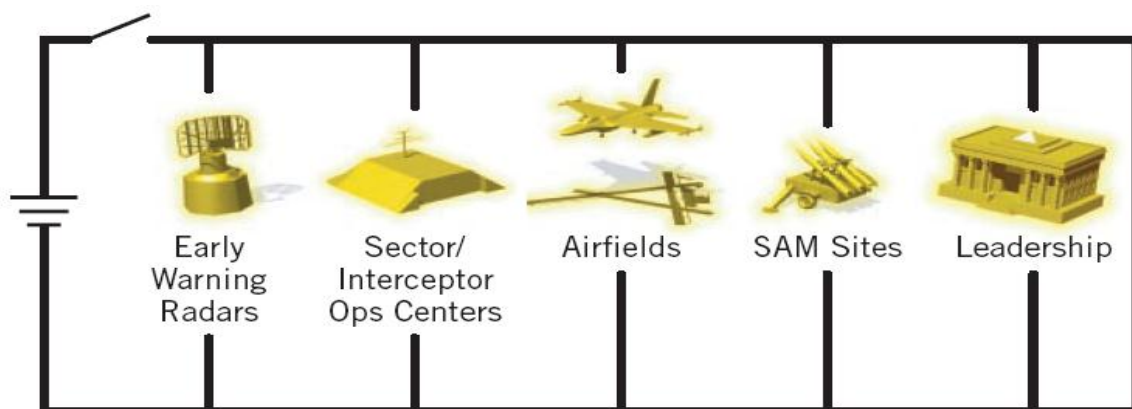 Early
Warning
Radars
Sector/
Interceptor
Ops Centers
Airfields
SAM Sites
Leadership